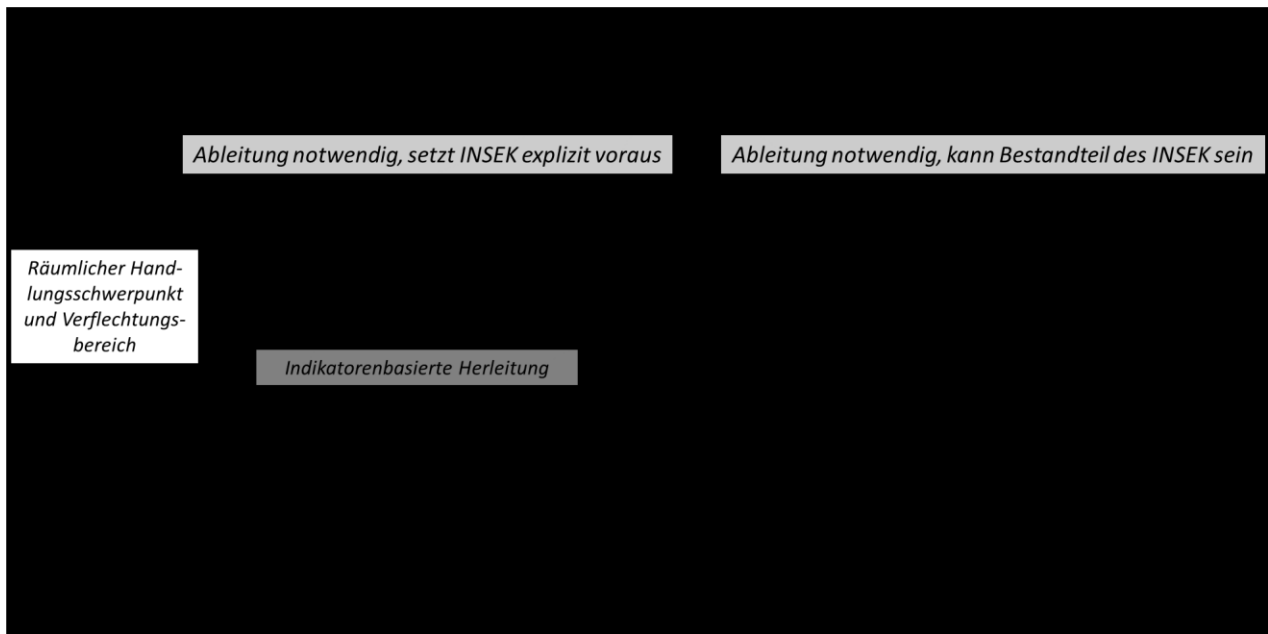 Ableitung notwendig, setzt INSEK explizit voraus
Ableitung notwendig, kann Bestandteil des INSEK sein
Räumlicher Hand-
lungsschwerpunkt
und Verflechtungs-
bereich
Indikatorenbasierte Herleitung